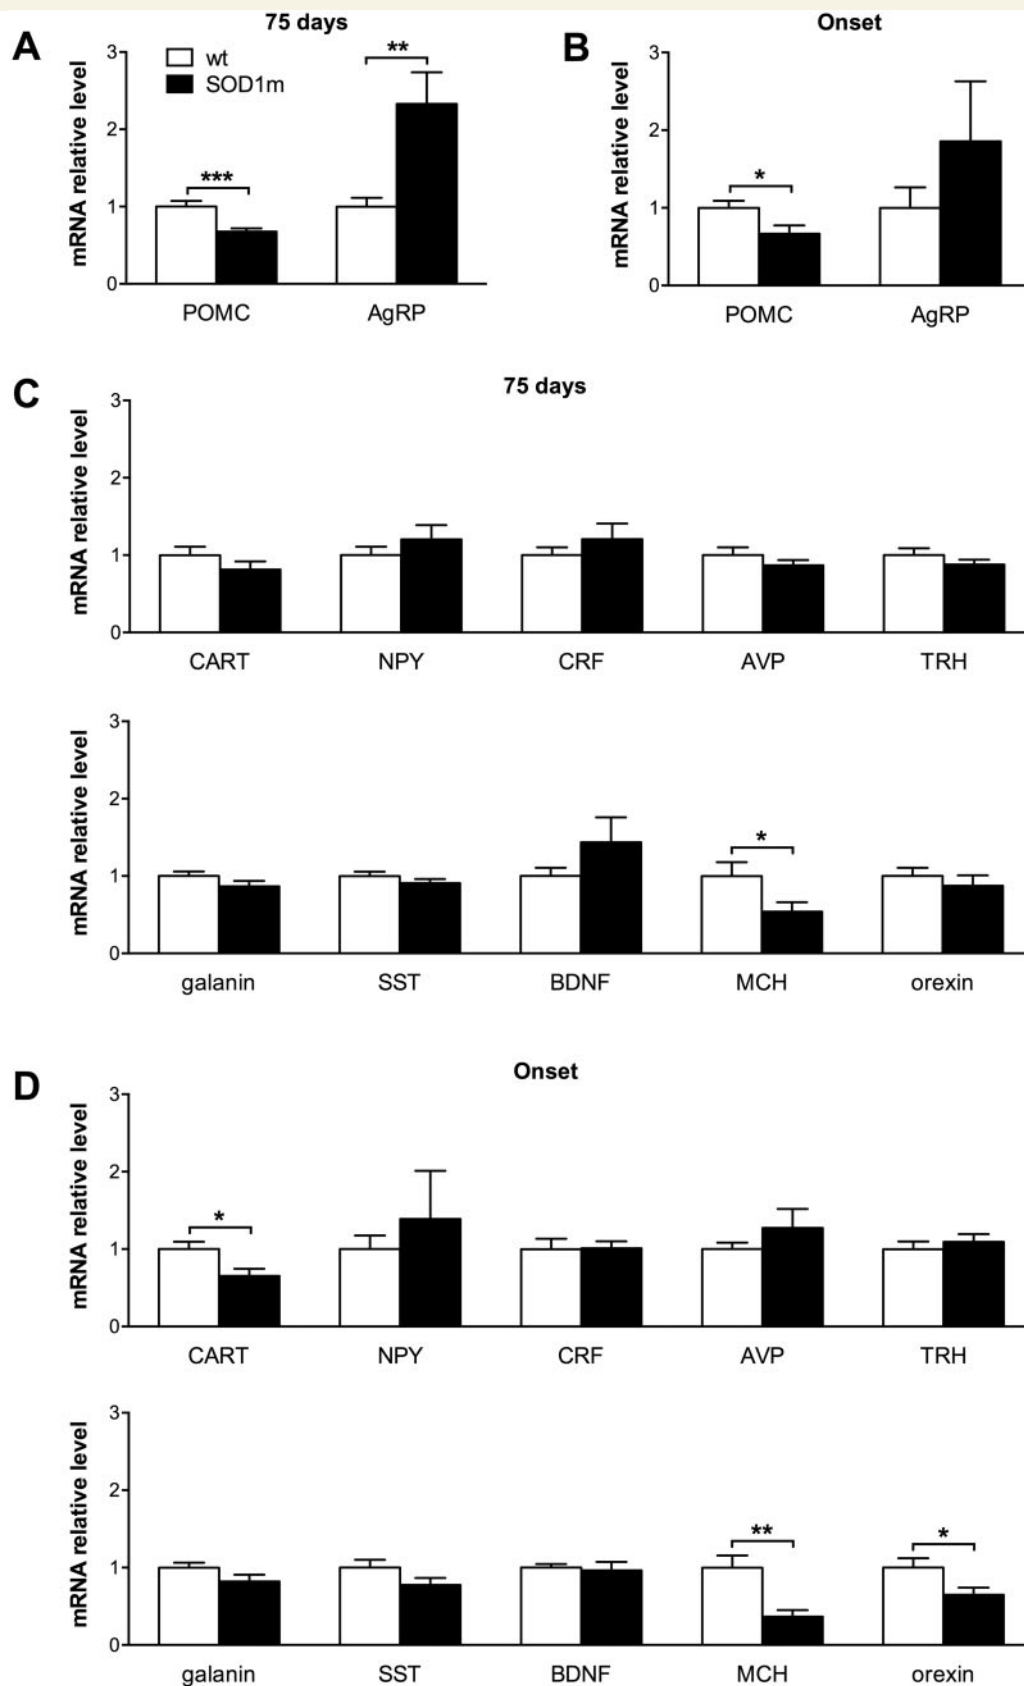 A
75 days
mRNA relative level
3
2
1
0
wt
SOD1m
***
**
POMC
AgRP
B
Onset
mRNA relative level
3
2
1
0
*
POMC
AgRP
C
75 days
mRNA relative level
3
2
1
0
CART
NPY
CRF
AVP
TRH
mRNA relative level
3
2
1
0
*
galanin
SST
BDNF
MCH
orexin
D
Onset
mRNA relative level
3
2
1
0
*
CART
NPY
CRF
AVP
TRH
mRNA relative level
3
2
1
0
**
*
galanin
SST
BDNF
MCH
orexin